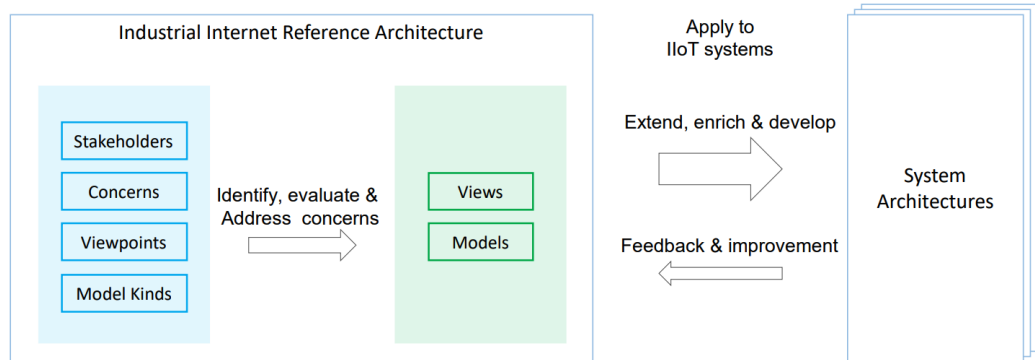 Industrial Internet Reference Architecture
Stakeholders
Concerns
Viewpoints
Model Kinds
Identify, evaluate &
Address concerns
Views
Models
Apply to
IIoT systems
Extend, enrich & develop
Feedback & improvement
System
Architectures